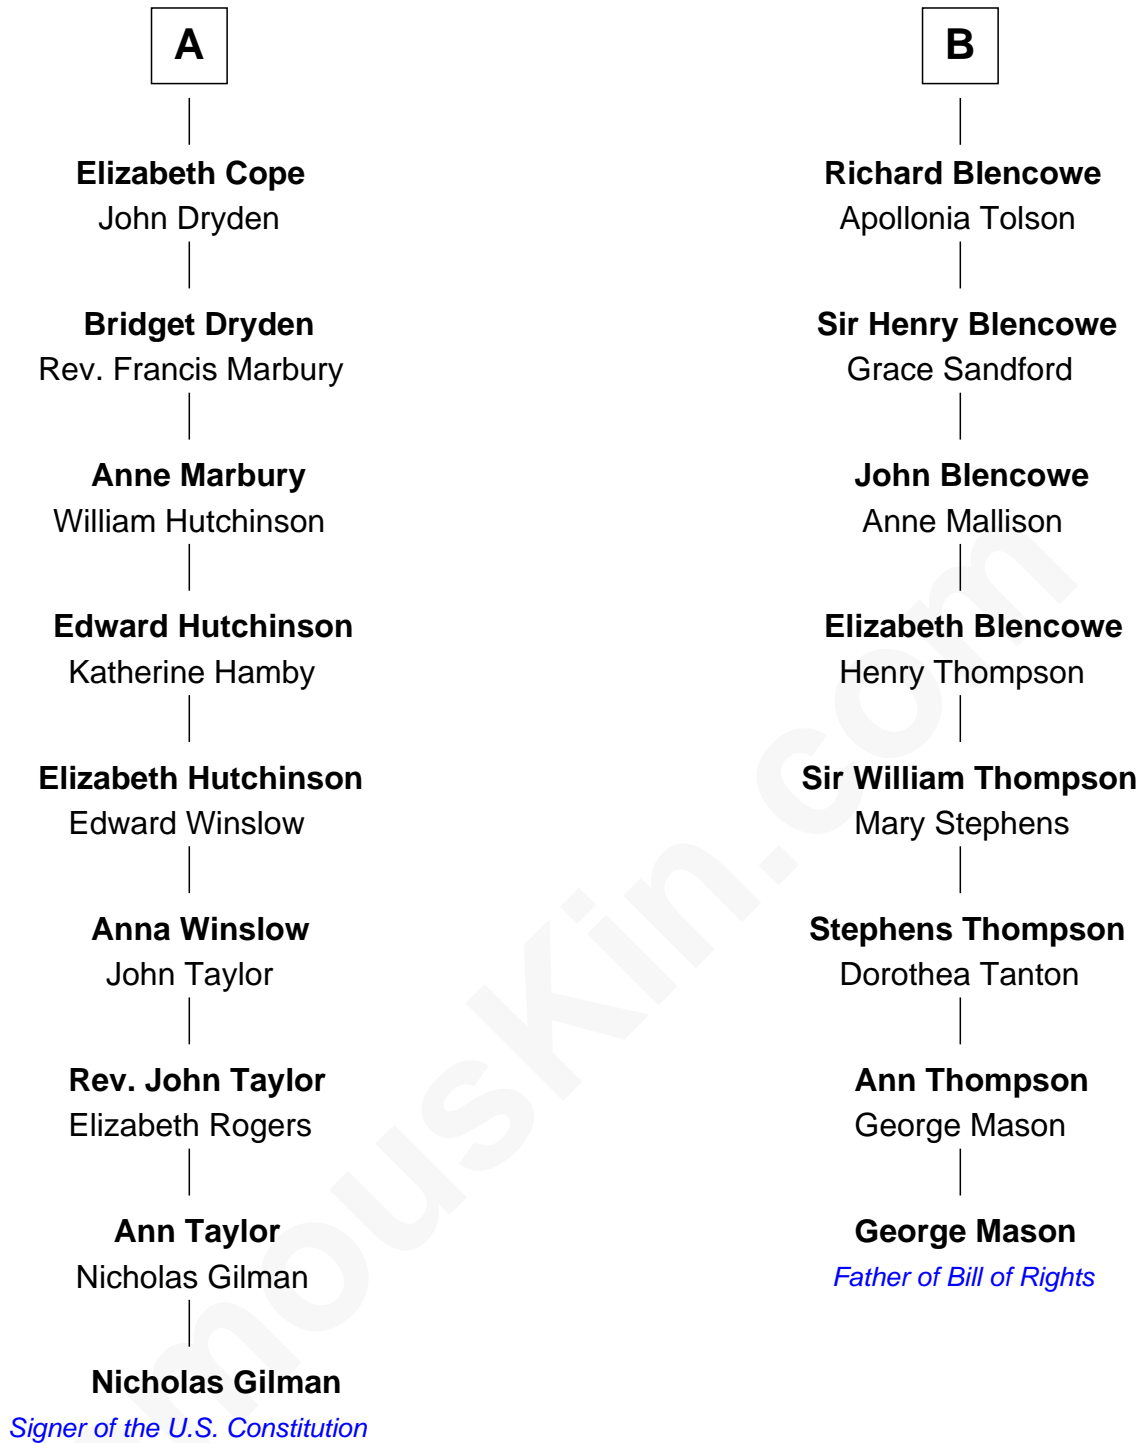 A
Elizabeth Cope
John Dryden
Bridget Dryden
Rev. Francis Marbury
Anne Marbury
William Hutchinson
Edward Hutchinson
Katherine Hamby
Elizabeth Hutchinson
Edward Winslow
Anna Winslow
John Taylor
Rev. John Taylor
Elizabeth Rogers
Ann Taylor
Nicholas Gilman
Nicholas Gilman
Signer of the U.S. Constitution
B
Richard Blencowe
Apollonia Tolson
Sir Henry Blencowe
Grace Sandford
John Blencowe
Anne Mallison
Elizabeth Blencowe
Henry Thompson
Sir William Thompson
Mary Stephens
Stephens Thompson
Dorothea Tanton
Ann Thompson
George Mason
George Mason
Father of Bill of Rights
mousKin.com